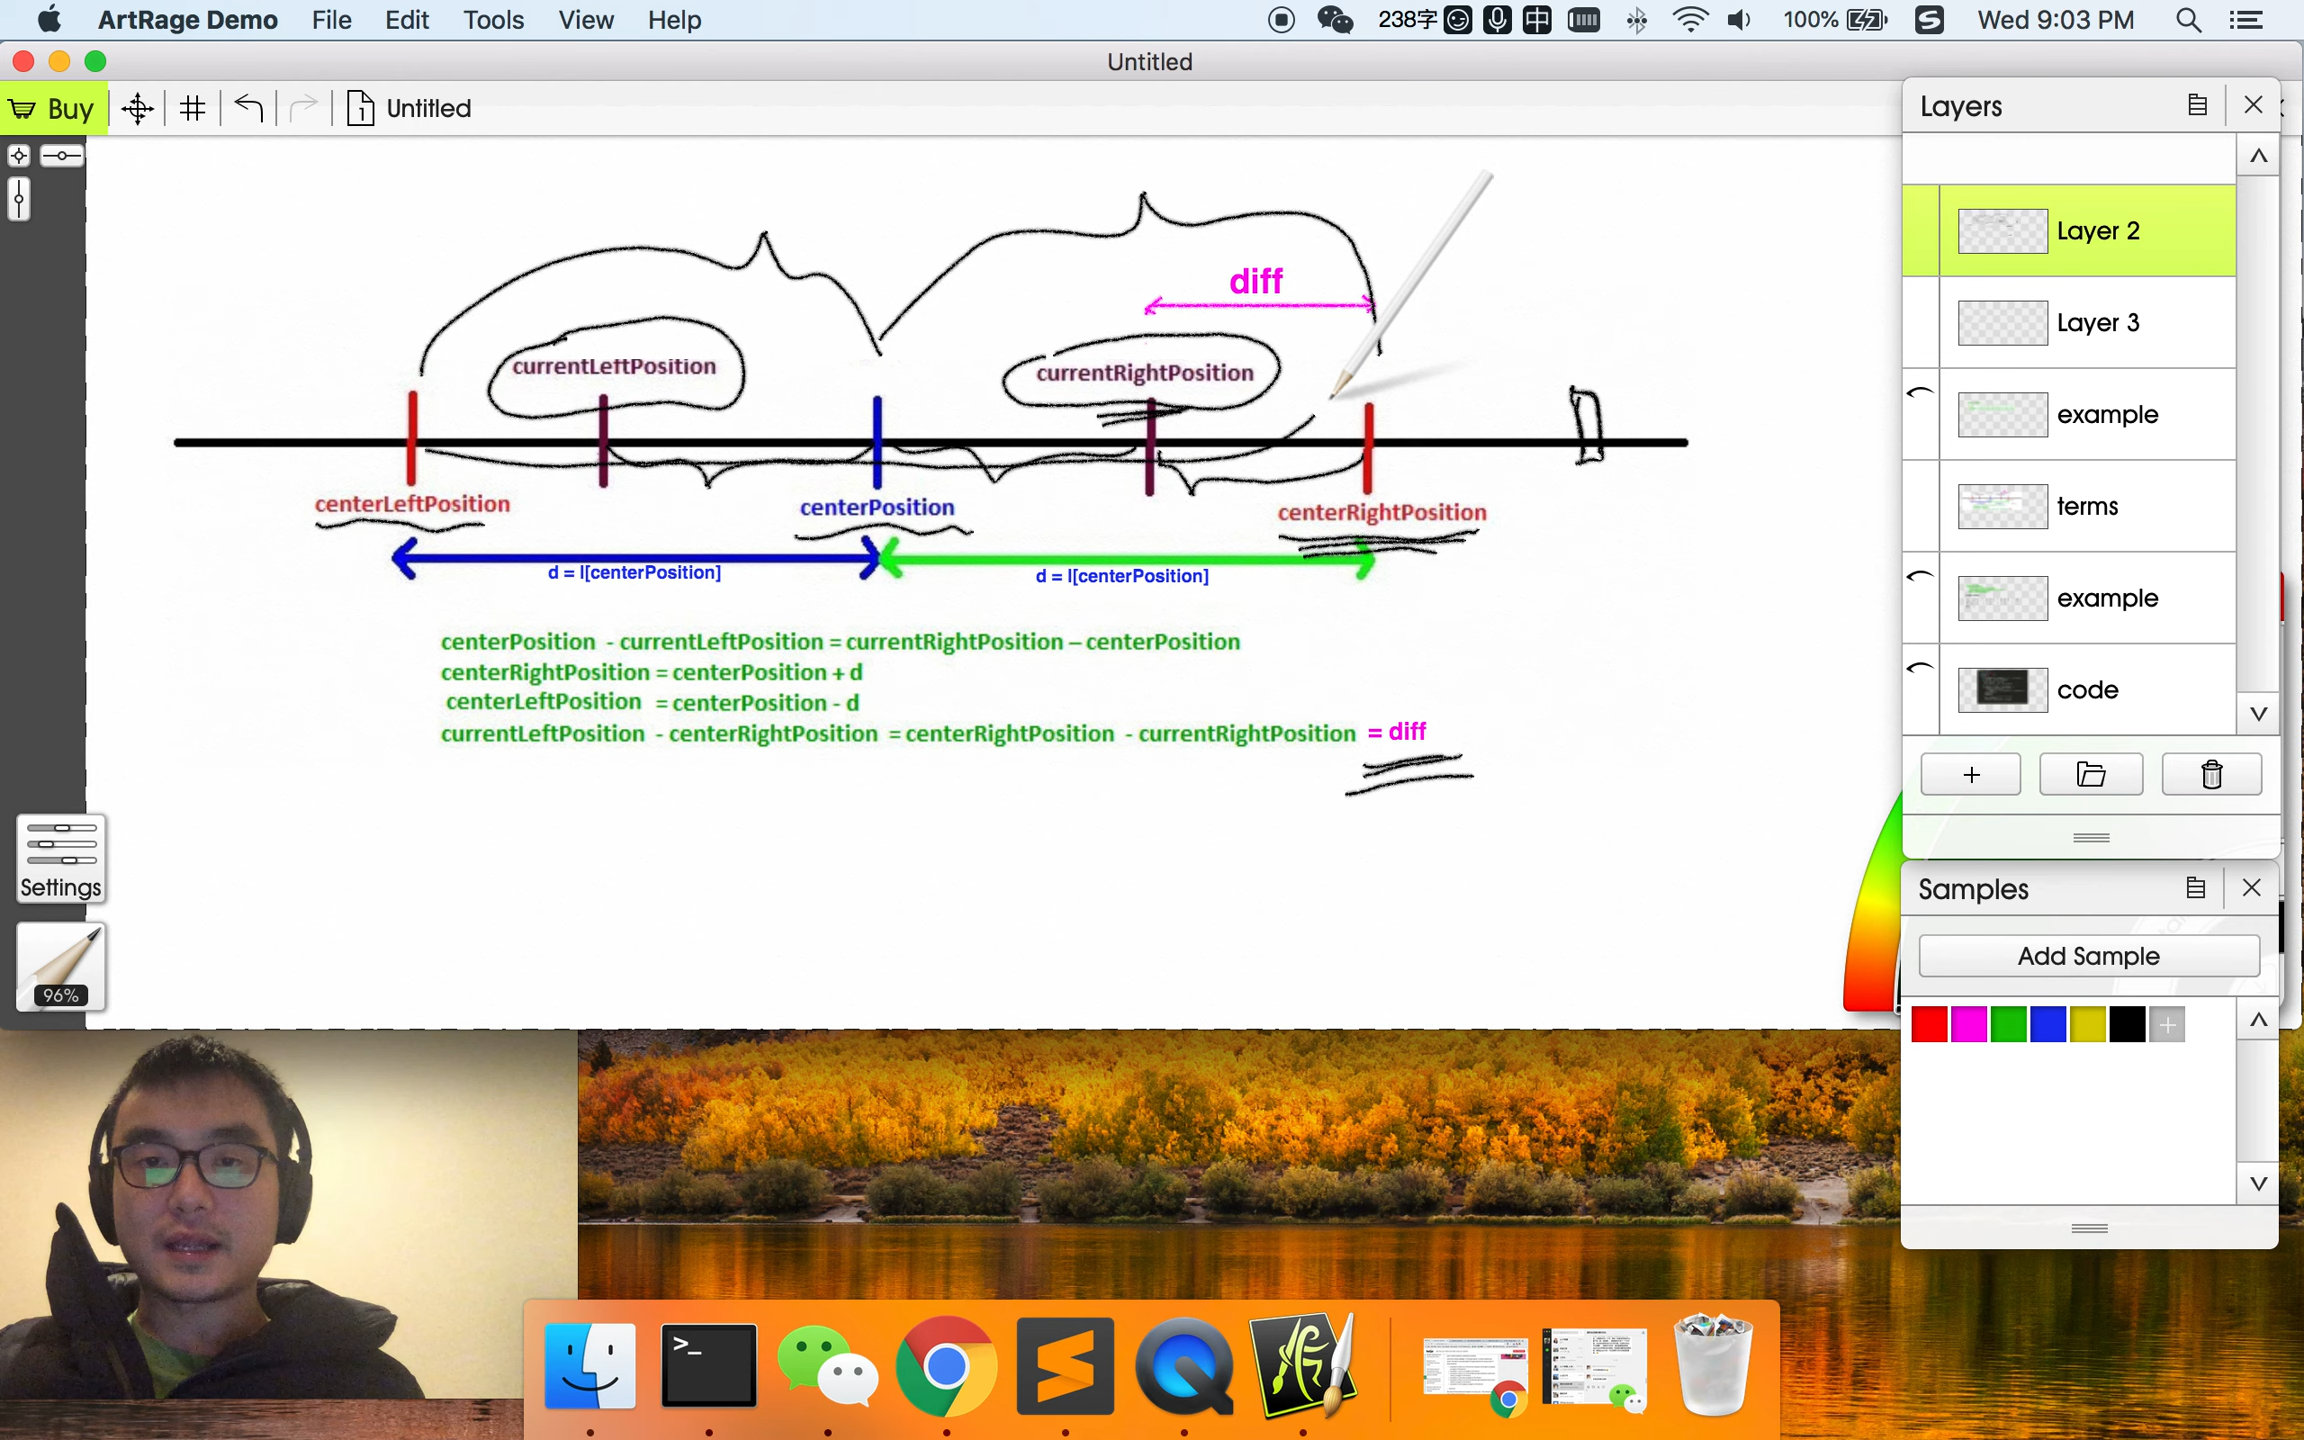 ArtRage Demo File Edit Tools View Help 238字 中 100% S Wed 9:03 PM
Untitled
Buy 1 Untitled
diff
currentLeftPosition currentRightPosition
centerLeftPosition centerPosition centerRightPosition
d = l[centerPosition] d = l[centerPosition]
centerPosition - currentLeftPosition = currentRightPosition – centerPosition
centerRightPosition = centerPosition + d
centerLeftPosition = centerPosition - d
currentLeftPosition - centerRightPosition = centerRightPosition - currentRightPosition = diff
Settings
96%
Layers
Layer 2
Layer 3
example
terms
example
code
Samples
Add Sample
>_